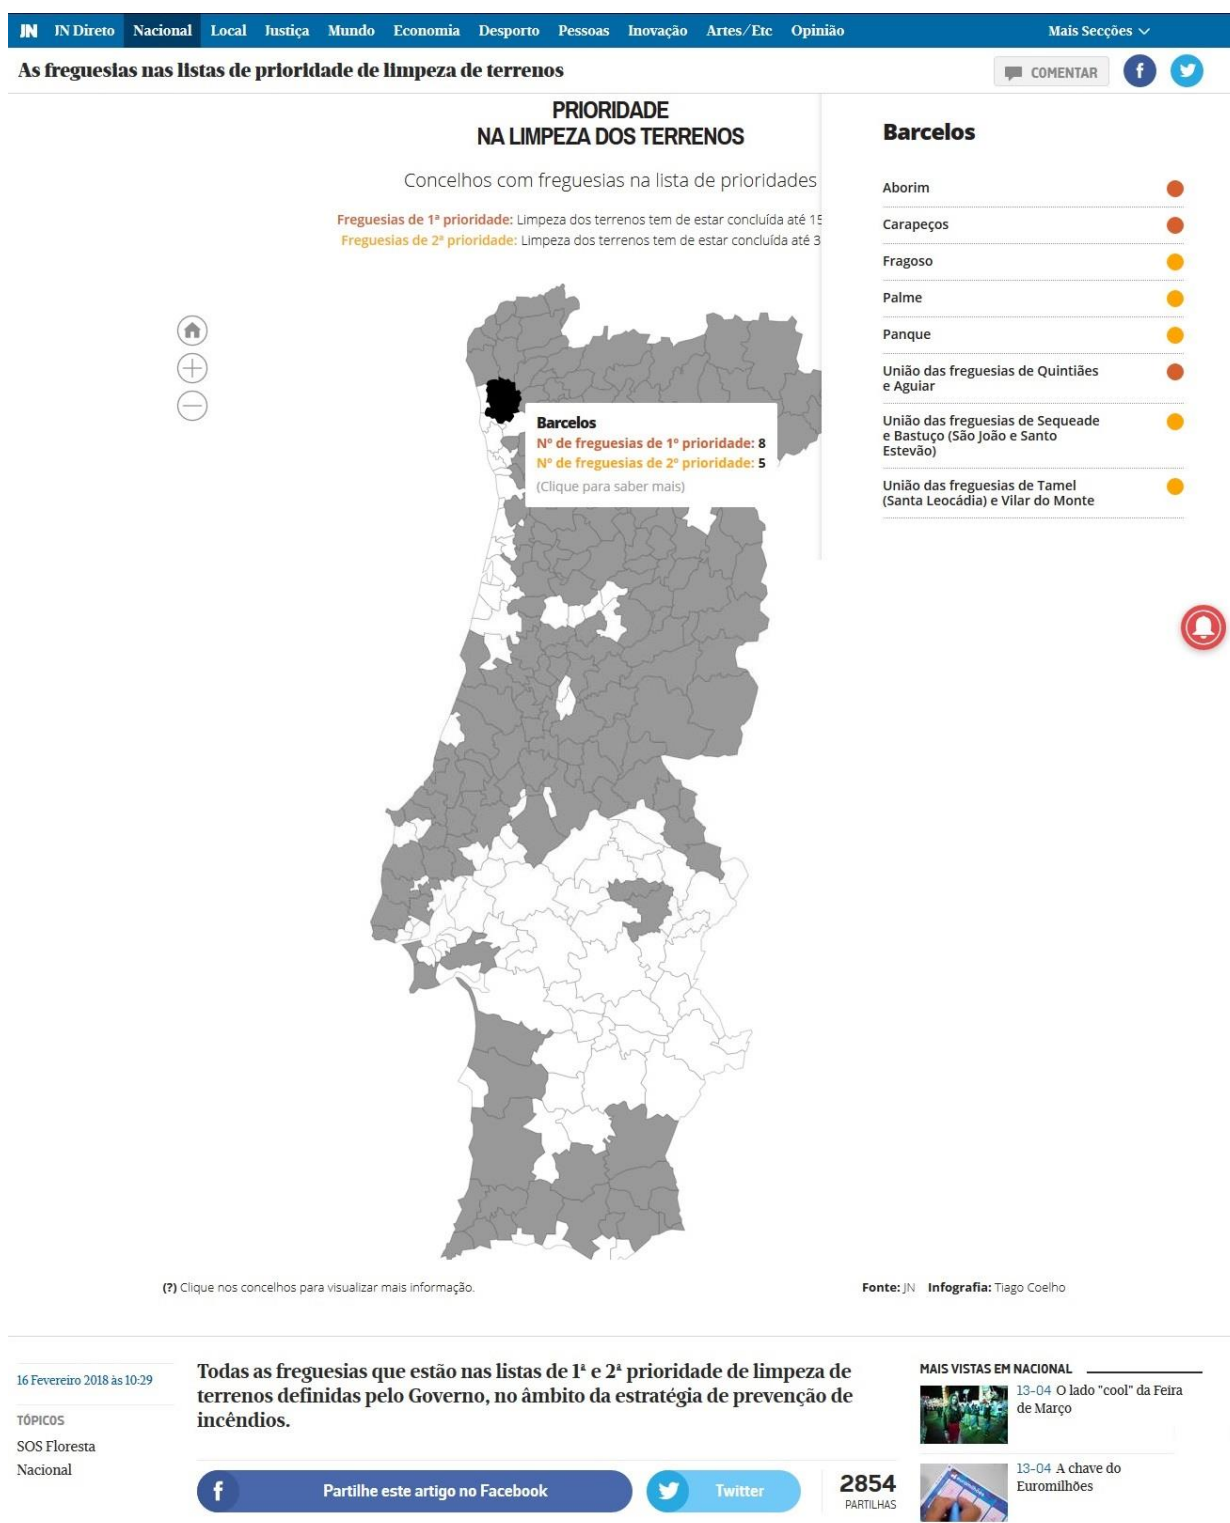 JN JN Direto Nacional Local Justiça Mundo Economia Desporto Pessoas Inovação Artes/Etc Opinião Mais Secções
As freguesias nas listas de prioridade de limpeza de terrenos
COMENTAR
PRIORIDADE
NA LIMPEZA DOS TERRENOS
Concelhos com freguesias na lista de prioridades
Freguesias de 1ª prioridade: Limpeza dos terrenos tem de estar concluída até 15
Freguesias de 2ª prioridade: Limpeza dos terrenos tem de estar concluída até 3
Barcelos
Nº de freguesias de 1º prioridade: 8
Nº de freguesias de 2º prioridade: 5
(Clique para saber mais)
Barcelos
Aborim
Carapeços
Fragoso
Palme
Panque
União das freguesias de Quintiães
e Aguiar
União das freguesias de Sequeade
e Bastuço (São João e Santo
Estevão)
União das freguesias de Tamel
(Santa Leocádia) e Vilar do Monte
(?) Clique nos concelhos para visualizar mais informação.
Fonte: JN Infografia: Tiago Coelho
16 Fevereiro 2018 às 10:29
TÓPICOS
SOS Floresta
Nacional
Todas as freguesias que estão nas listas de 1ª e 2ª prioridade de limpeza de
terrenos definidas pelo Governo, no âmbito da estratégia de prevenção de
incêndios.
Partilhe este artigo no Facebook
Twitter
2854
PARTILHAS
MAIS VISTAS EM NACIONAL
13-04 O lado "cool" da Feira
de Março
13-04 A chave do
Euromilhões